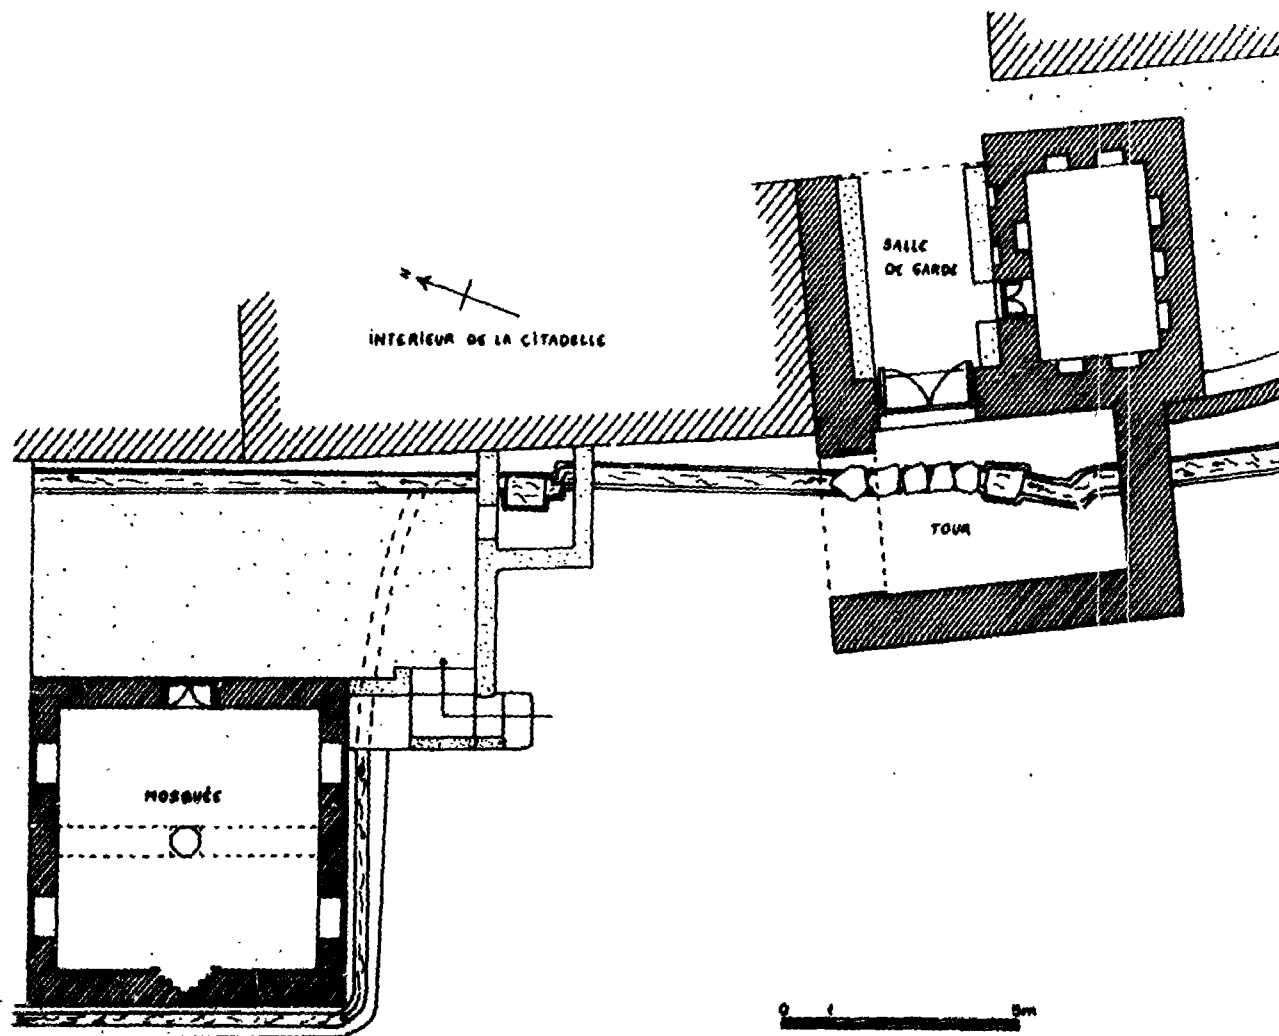 SALLE
DE GARDE
N
INTERIEUR DE LA CITADELLE
TOUR
MOSQUÉE
0 1 5m